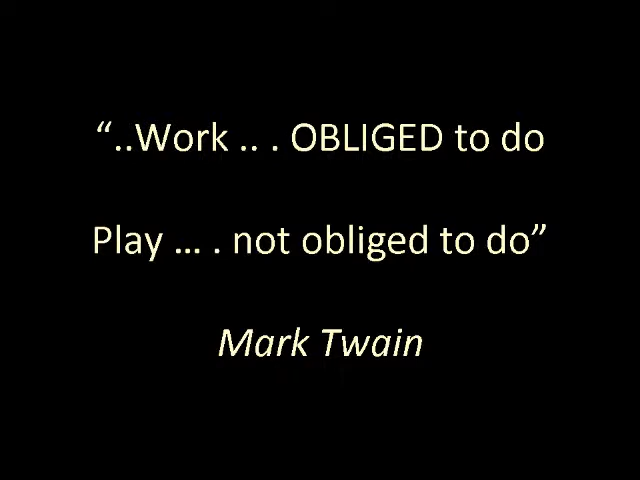 “..Work .. . OBLIGED to do
Play … . not obliged to do”
Mark Twain